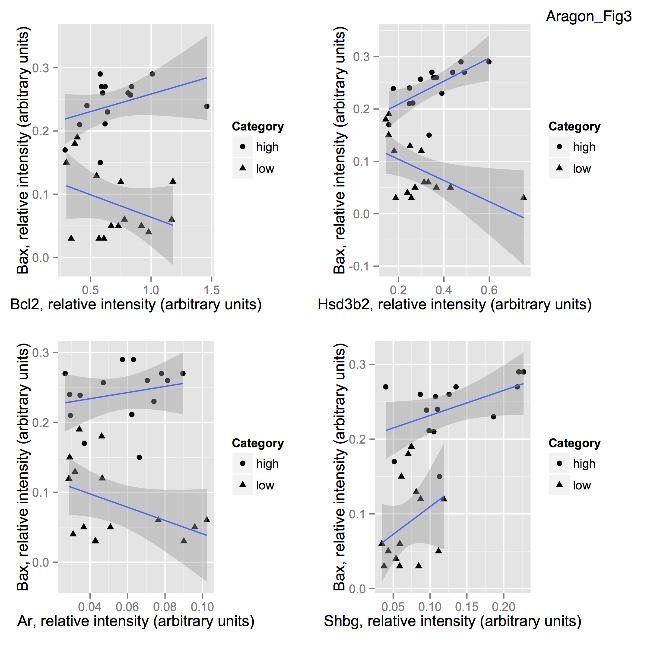 Aragon_Fig3
Bax, relative intensity (arbitrary units)
0.3
0.2
0.1
0.0
0.5 1.0 1.5
Bcl2, relative intensity (arbitrary units)
Category
high
low
Bax, relative intensity (arbitrary units)
0.3
0.2
0.1
0.0
-0.1
0.2 0.4 0.6
Hsd3b2, relative intensity (arbitrary units)
Category
high
low
Bax, relative intensity (arbitrary units)
0.3
0.2
0.1
0.0
0.04 0.06 0.08 0.10
Ar, relative intensity (arbitrary units)
Category
high
low
Bax, relative intensity (arbitrary units)
0.3
0.2
0.1
0.0
0.05 0.10 0.15 0.20
Shbg, relative intensity (arbitrary units)
Category
high
low